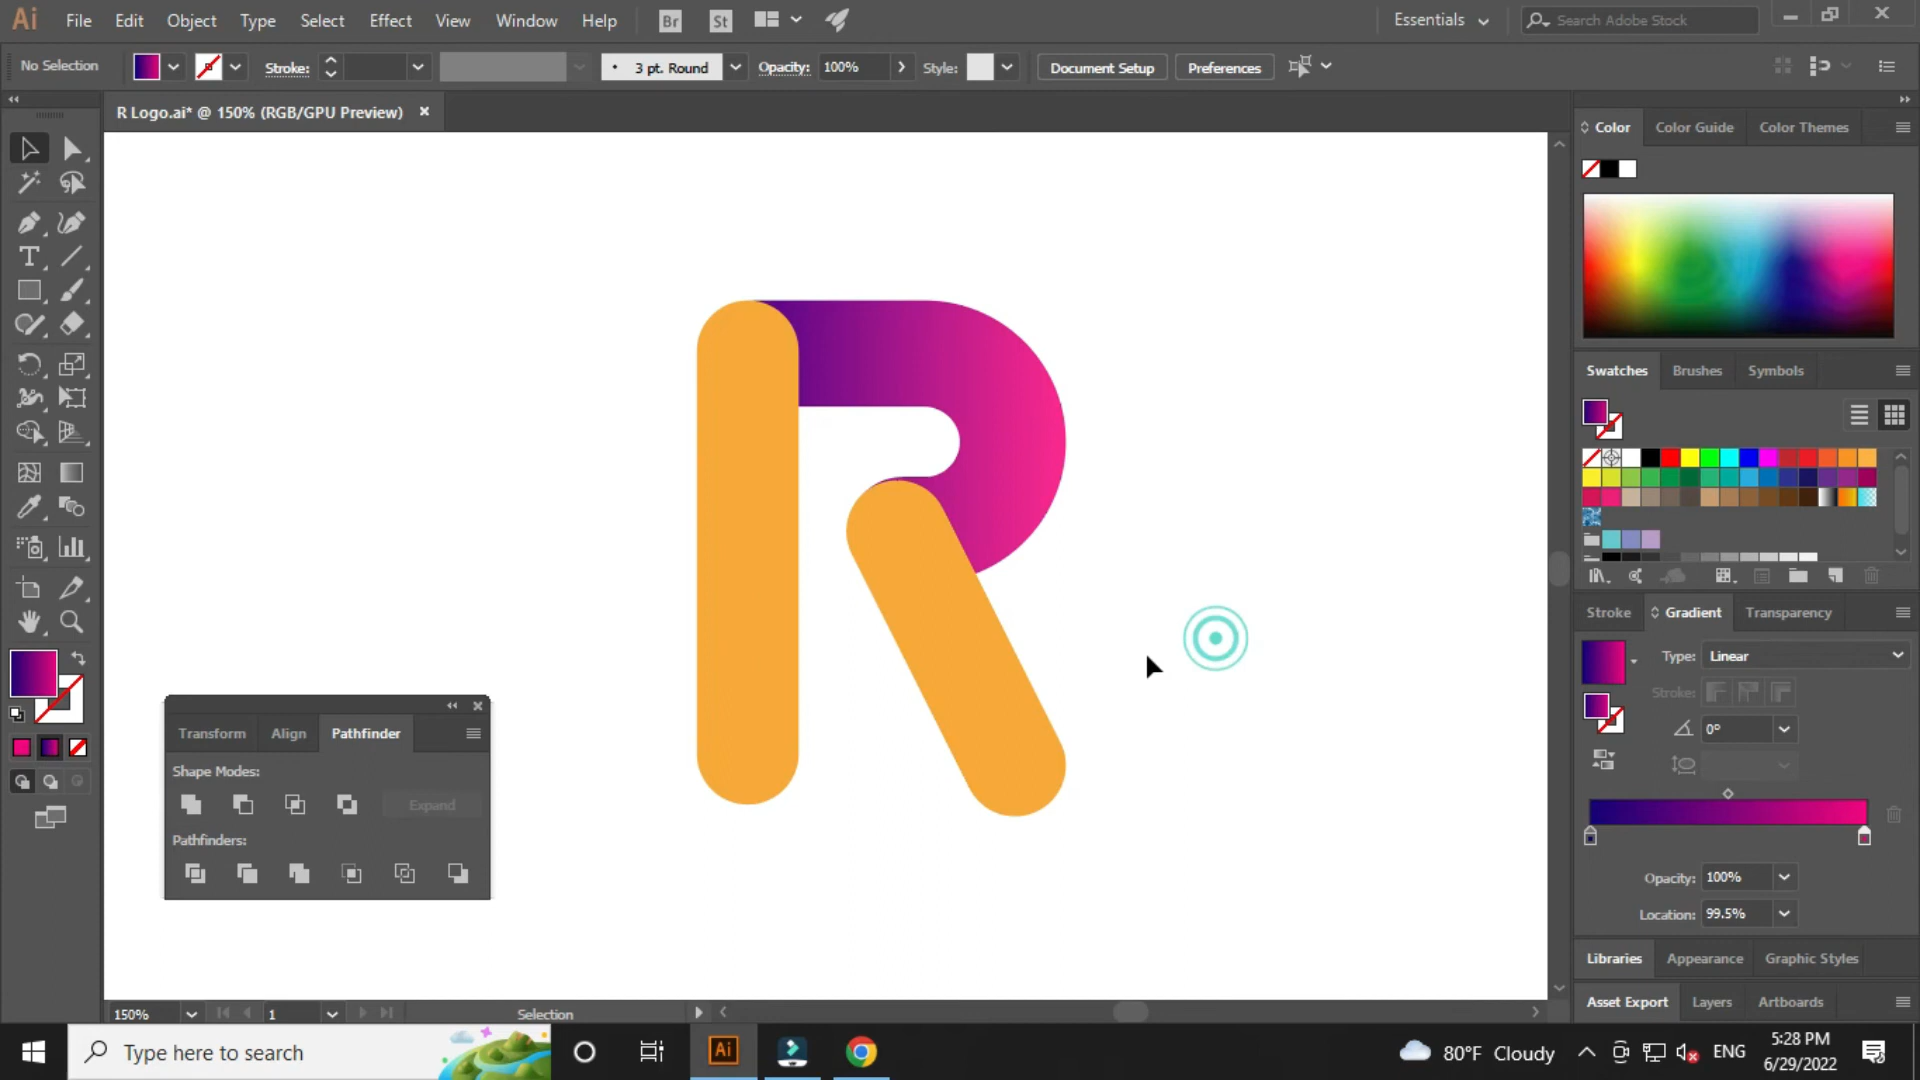 Ai File Edit Object Type Select Effect View Window Help Br St Essentials Search Adobe Stock
No Selection Stroke: 3 pt. Round Opacity: 100% Style: Document Setup Preferences
R Logo.ai* @ 150% (RGB/GPU Preview)
Color Color Guide Color Themes
Swatches Brushes Symbols
Stroke Gradient Transparency
Type: Linear
Stroke:
0°
Opacity: 100%
Location: 99.5%
Libraries Appearance Graphic Styles
Asset Export Layers Artboards
Transform Align Pathfinder
Shape Modes:
Expand
Pathfinders:
150% 1 Selection
Type here to search
Ai
80°F Cloudy ENG
5:28 PM
6/29/2022
R